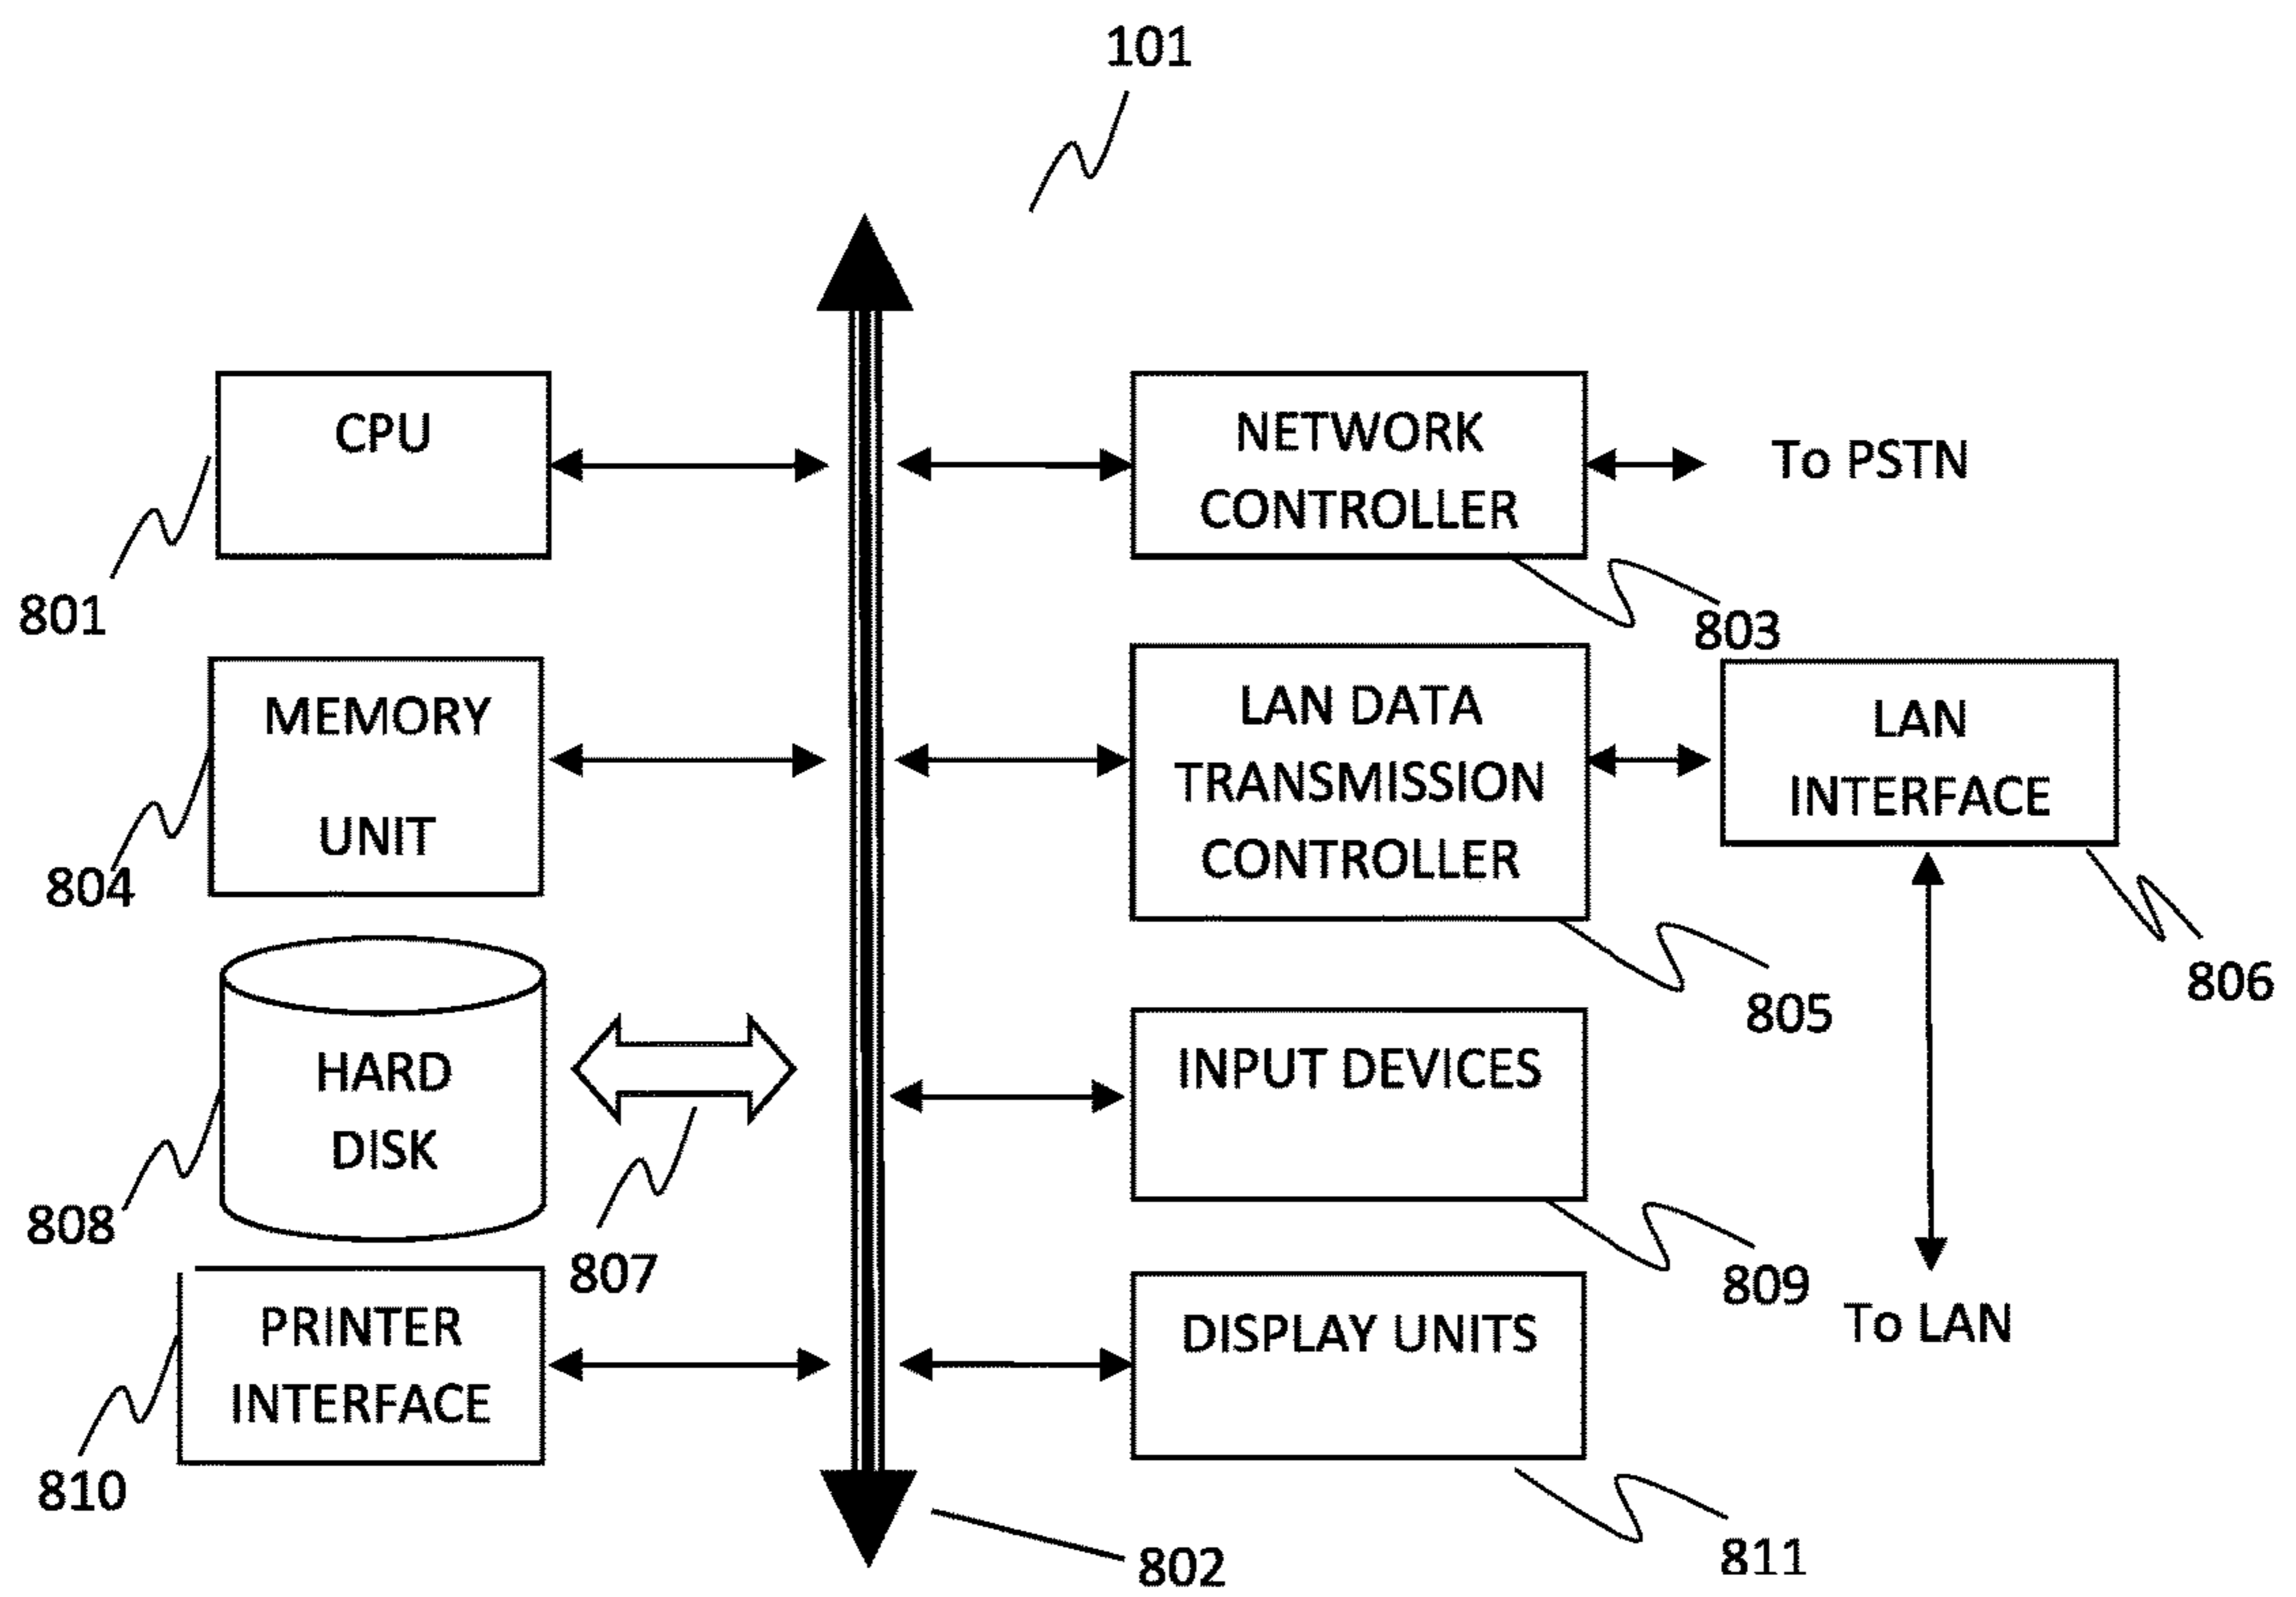 101
CPU
801
NETWORK
CONTROLLER
To PSTN
803
MEMORY
UNIT
804
LAN DATA
TRANSMISSION
CONTROLLER
805
LAN
INTERFACE
806
HARD
DISK
808
807
INPUT DEVICES
809
To LAN
PRINTER
INTERFACE
810
DISPLAY UNITS
811
802